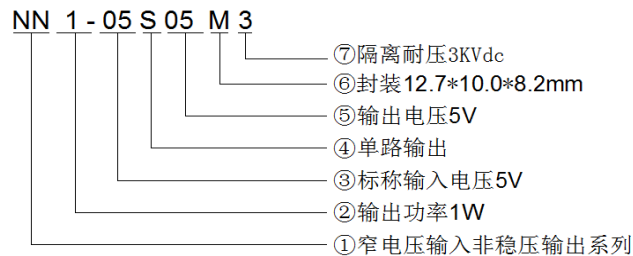 NN 1-05 S 05 M 3
⑦隔离耐压3KVdc
⑥封装12.7*10.0*8.2mm
⑤输出电压5V
④单路输出
③标称输入电压5V
②输出功率1W
①窄电压输入非稳压输出系列